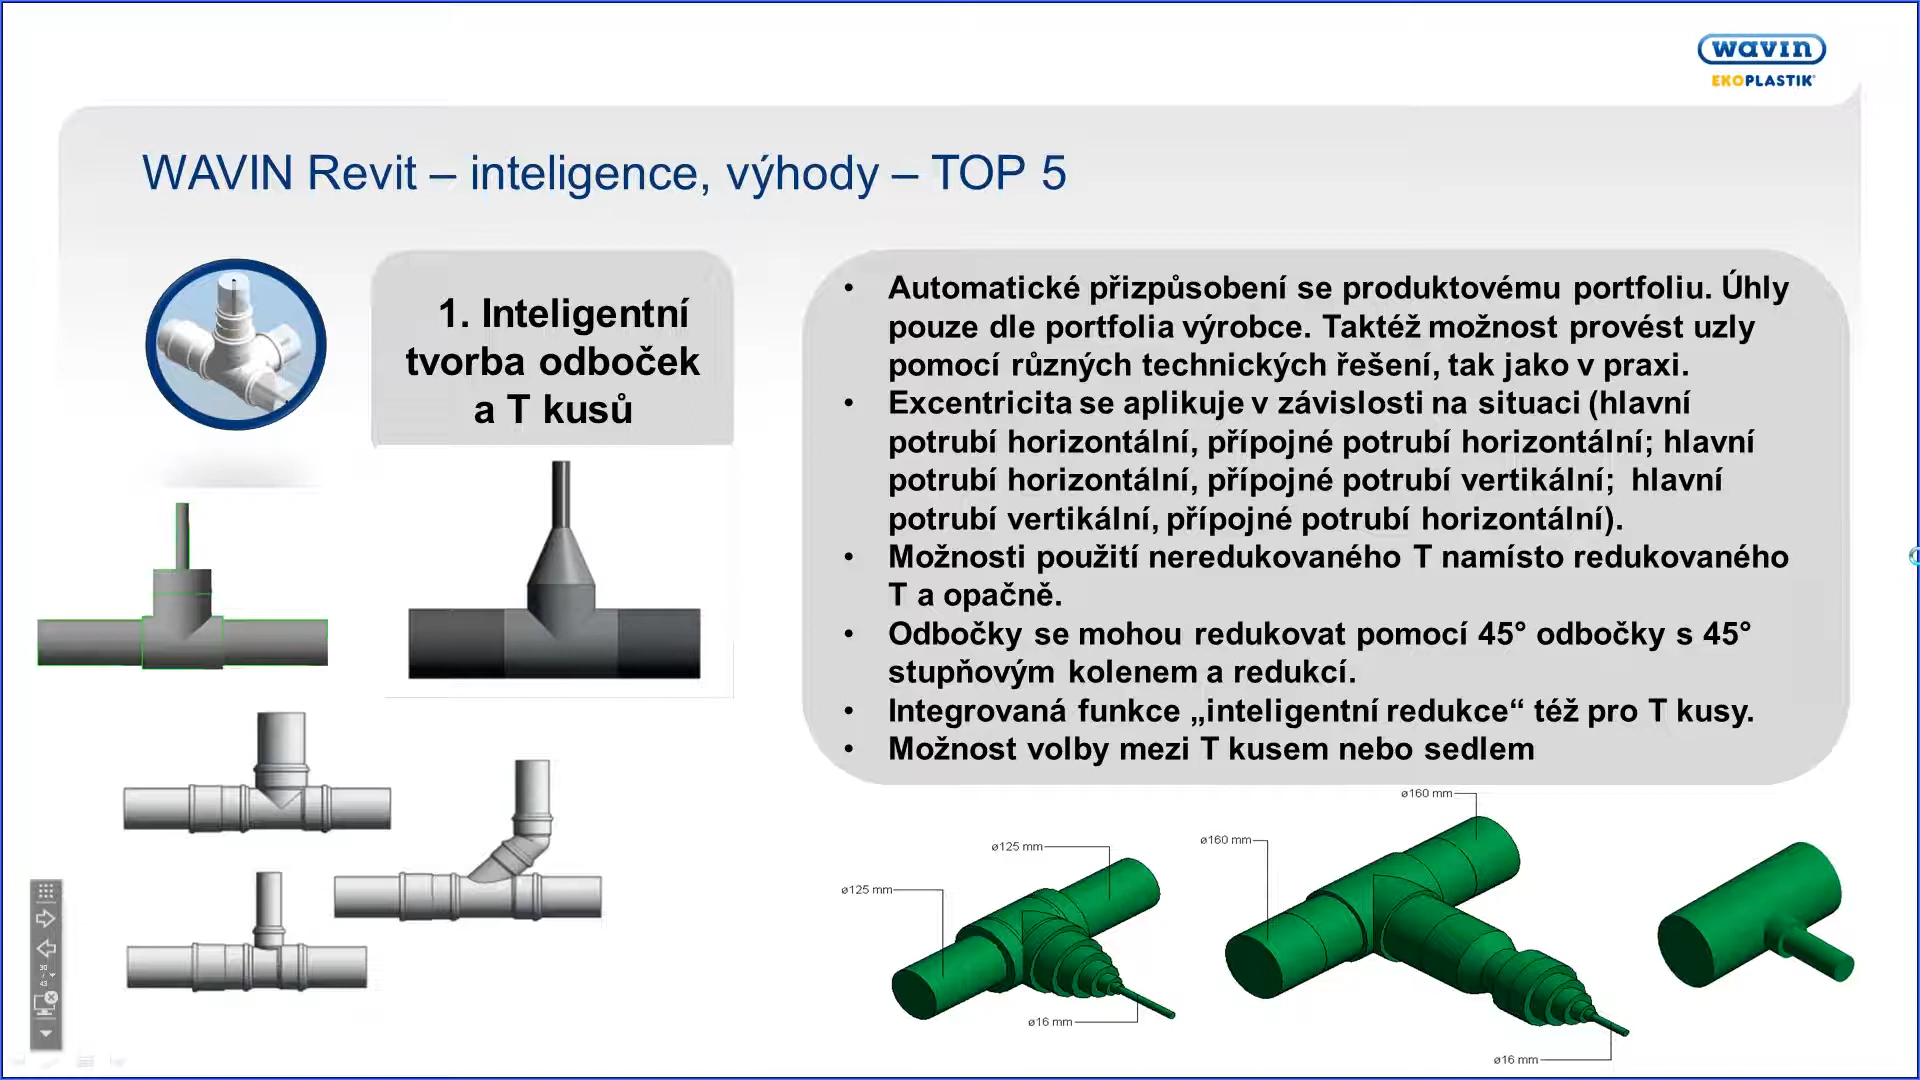 wavin
EKOPLASTIK
WAVIN Revit – inteligence, výhody – TOP 5
1. Inteligentní
tvorba odboček
a T kusů
• Automatické přizpůsobení se produktovému portfoliu. Úhly
pouze dle portfolia výrobce. Taktéž možnost provést uzly
pomocí různých technických řešení, tak jako v praxi.
• Excentricita se aplikuje v závislosti na situaci (hlavní
potrubí horizontální, přípojné potrubí horizontální; hlavní
potrubí horizontální, přípojné potrubí vertikální; hlavní
potrubí vertikální, přípojné potrubí horizontální).
• Možnosti použití neredukovaného T namísto redukovaného
T a opačně.
• Odbočky se mohou redukovat pomocí 45° odbočky s 45°
stupňovým kolenem a redukcí.
• Integrovaná funkce „inteligentní redukce“ též pro T kusy.
• Možnost volby mezi T kusem nebo sedlem
ø160 mm
ø160 mm
ø125 mm
ø125 mm
ø16 mm
ø16 mm
30
43